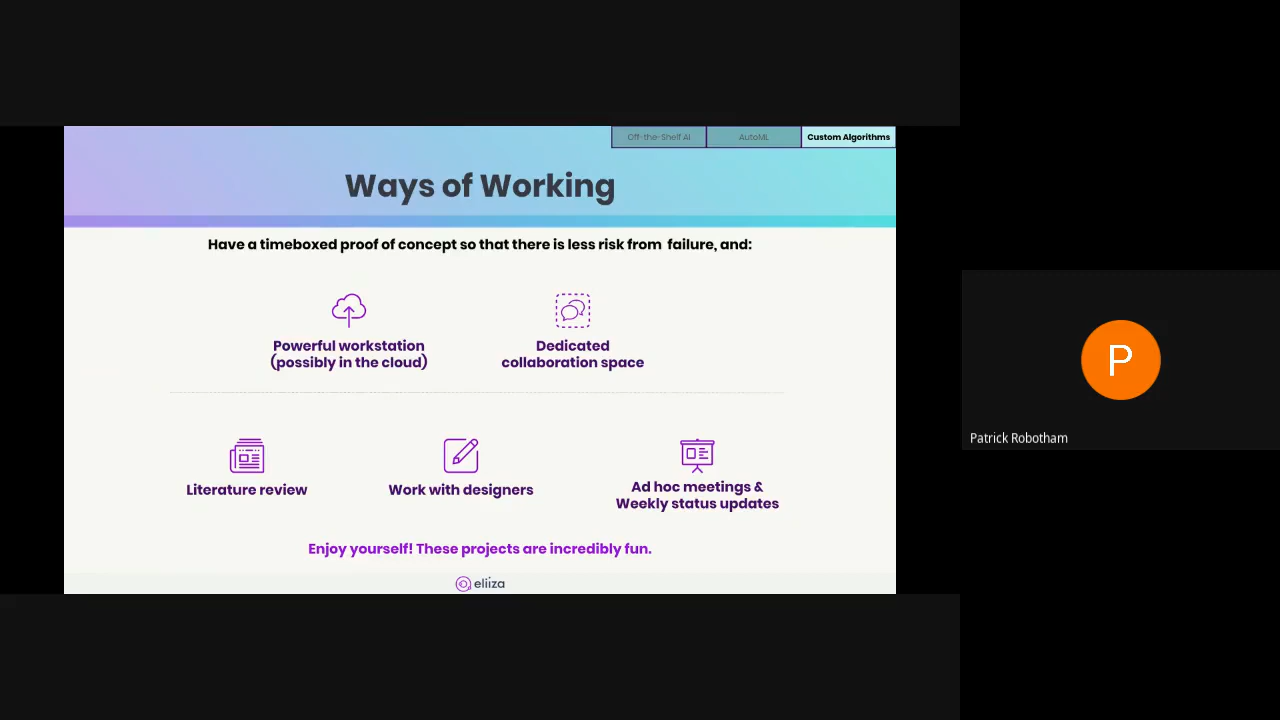 Off-the-Shelf AI
AutoML
Custom Algorithms
Ways of Working
Have a timeboxed proof of concept so that there is less risk from failure, and:
Powerful workstation
(possibly in the cloud)
Dedicated
collaboration space
Literature review
Work with designers
Ad hoc meetings &
Weekly status updates
Enjoy yourself! These projects are incredibly fun.
eliiza
P
Patrick Robotham